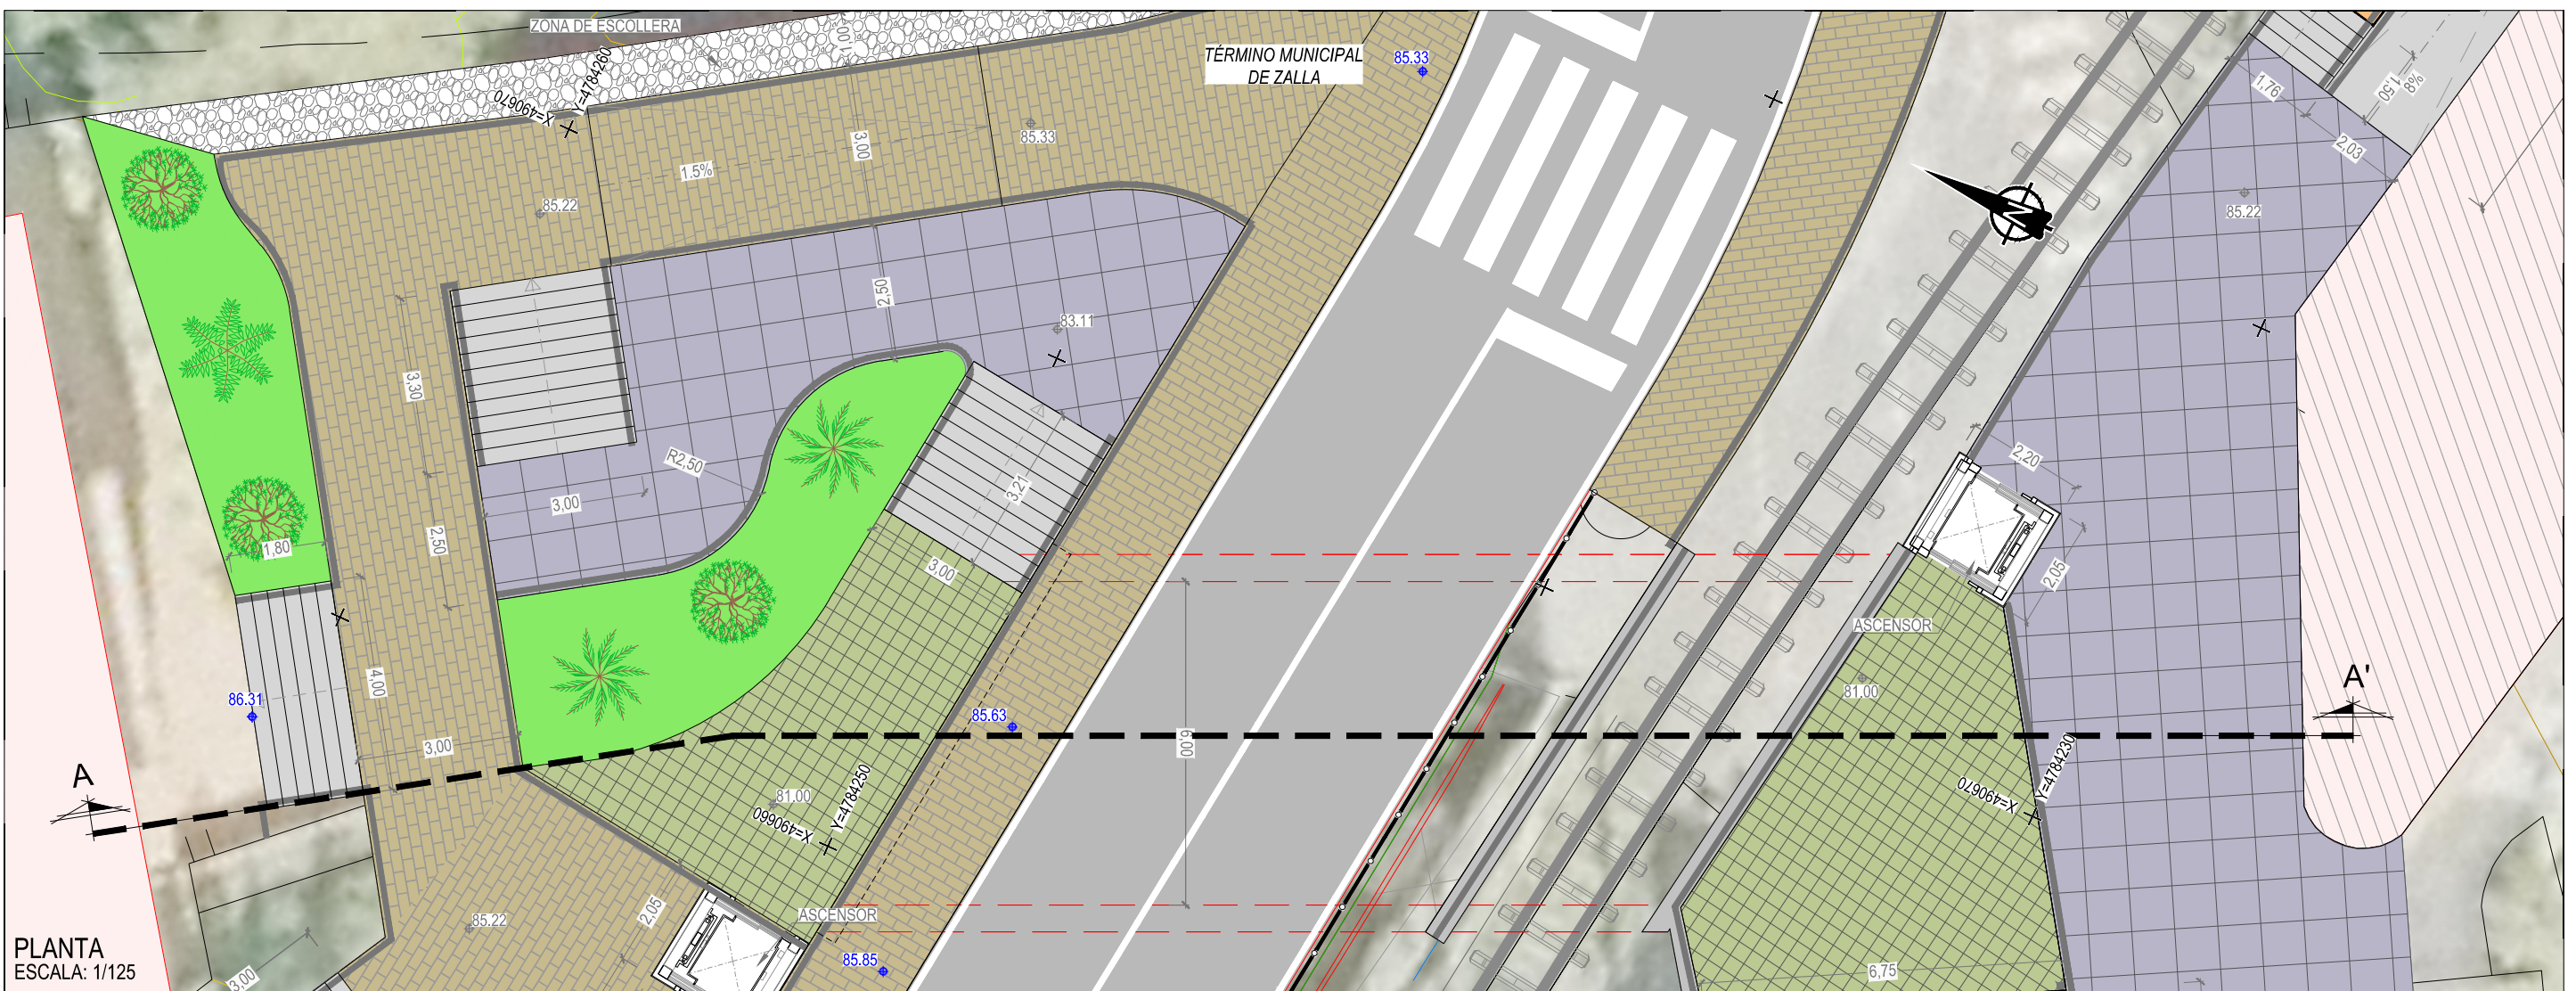 ZONA DE ESCOLLERA
1,00
X=490670
Y=4784260
TÉRMINO MUNICIPAL
DE ZALLA
85.33
85.33
3,00
1.5%
85.22
1,76
1,50
8%
2,03
85.22
N
2,50
83.11
3,30
R2,50
3,00
3,21
2,20
2,50
1,80
3,00
2,05
ASCENSOR
81.00
4,00
86.31
85.63
6,00
3,00
A
A'
81.00
X=490660
Y=4784250
X=490670
Y=4784230
2,05
85.22
ASCENSOR
85.85
6,75
3,00
PLANTA
ESCALA: 1/125